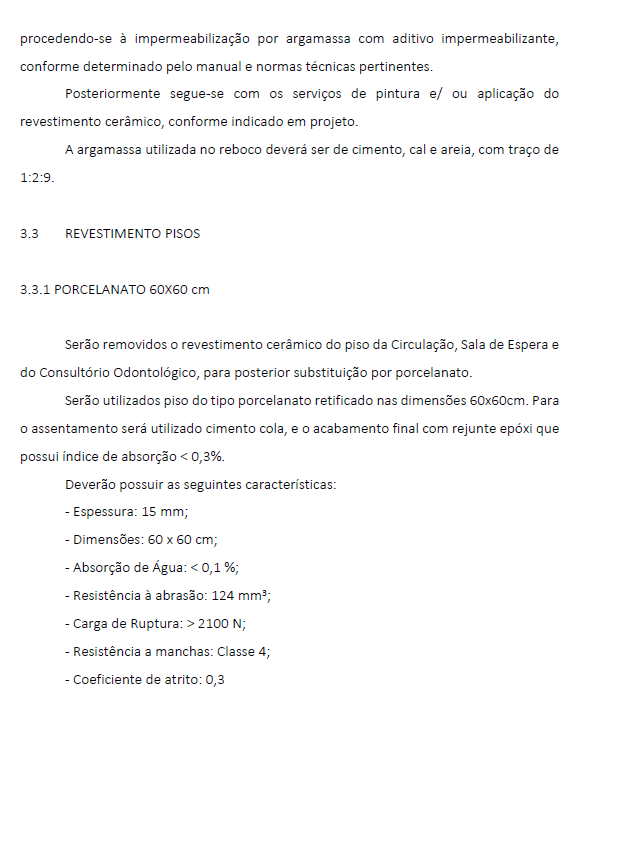 procedendo-se à impermeabilização por argamassa com aditivo impermeabilizante,
conforme determinado pelo manual e normas técnicas pertinentes.
Posteriormente segue-se com os serviços de pintura e/ ou aplicação do
revestimento cerâmico, conforme indicado em projeto.
A argamassa utilizada no reboco deverá ser de cimento, cal e areia, com traço de
1:2:9.
3.3 REVESTIMENTO PISOS
3.3.1 PORCELANATO 60X60 cm
Serão removidos o revestimento cerâmico do piso da Circulação, Sala de Espera e
do Consultório Odontológico, para posterior substituição por porcelanato.
Serão utilizados piso do tipo porcelanato retificado nas dimensões 60x60cm. Para
o assentamento será utilizado cimento cola, e o acabamento final com rejunte epóxi que
possui índice de absorção < 0,3%.
Deverão possuir as seguintes características:
- Espessura: 15 mm;
- Dimensões: 60 x 60 cm;
- Absorção de Água: < 0,1 %;
- Resistência à abrasão: 124 mm³;
- Carga de Ruptura: > 2100 N;
- Resistência a manchas: Classe 4;
- Coeficiente de atrito: 0,3